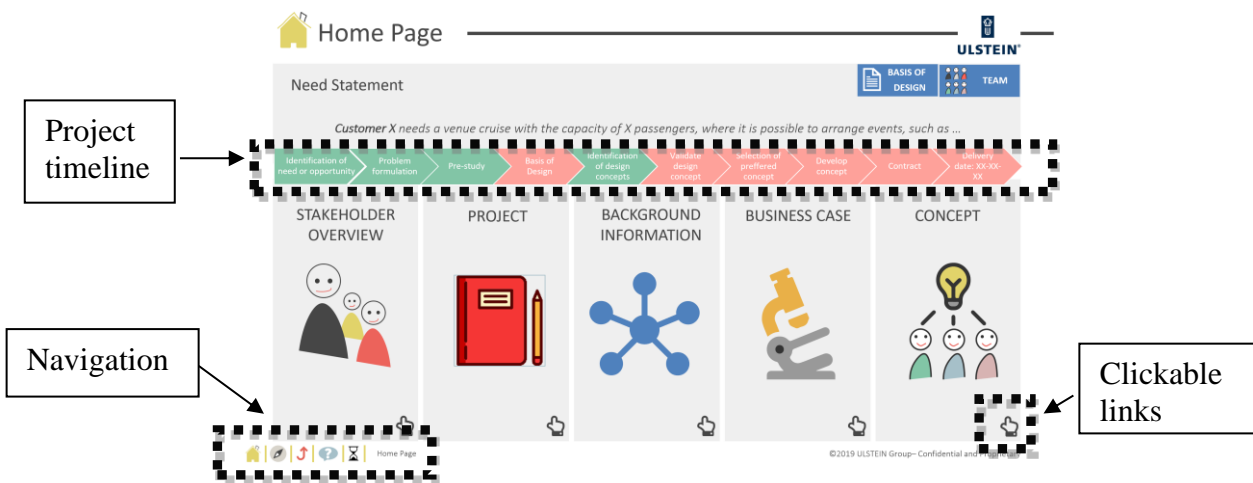 Home Page
ULSTEIN®
Need Statement
BASIS OF
DESIGN
TEAM
Customer X needs a venue cruise with the capacity of X passengers, where it is possible to arrange events, such as ...
Project
timeline
Identification of
need or opportunity
Problem
formulation
Pre-study
Basis of
Design
Identification
of design
concepts
Validate
design
concept
Selection of
preffered
concept
Develop
concept
Contract
Delivery
date: XX-XX-
XX
STAKEHOLDER
OVERVIEW
PROJECT
BACKGROUND
INFORMATION
BUSINESS CASE
CONCEPT
Navigation
Clickable
links
?
Home Page
©2019 ULSTEIN Group– Confidential and Proprietary